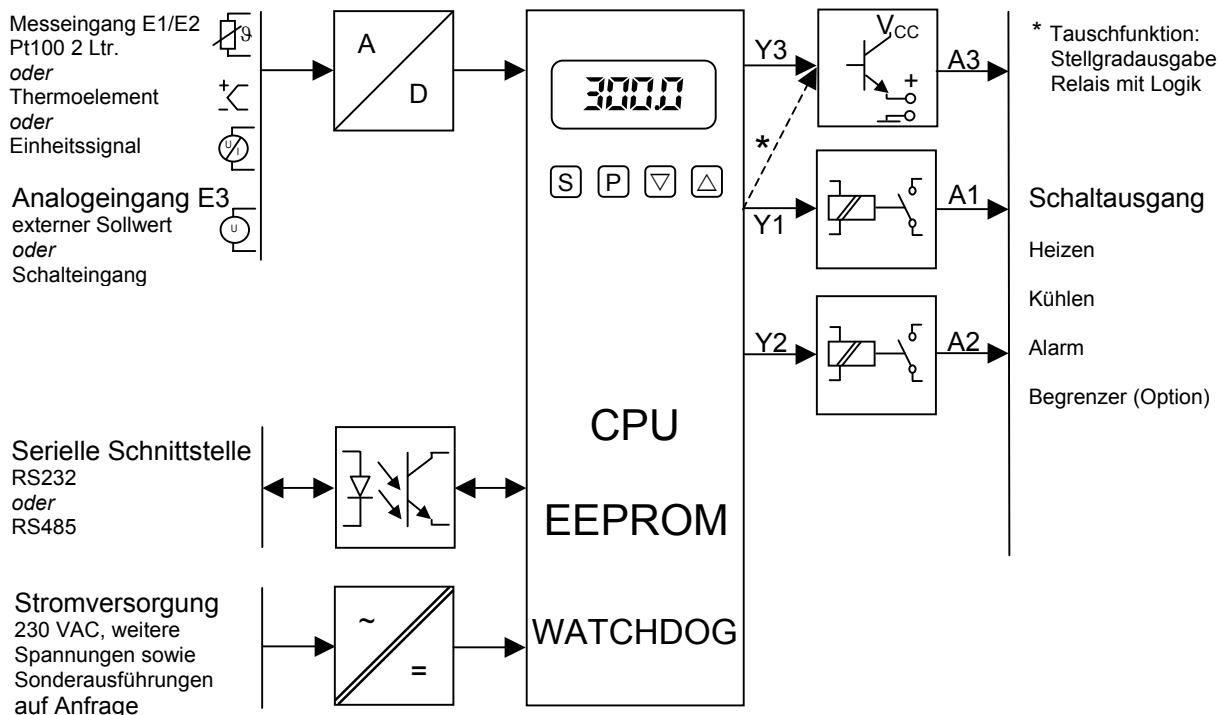 Messeingang E1/E2
Pt100 2 Ltr.
oder
Thermoelement
oder
Einheitssignal
ϑ
+
–
U
I
Analogeingang E3
externer Sollwert
oder
Schalteingang
U
A
D
300.0
S P ▽ △
CPU
EEPROM
WATCHDOG
Y3
*
Y1
Y2
VCC
+
A3
A1
A2
* Tauschfunktion:
Stellgradausgabe
Relais mit Logik
Schaltausgang
Heizen
Kühlen
Alarm
Begrenzer (Option)
Serielle Schnittstelle
RS232
oder
RS485
Stromversorgung
230 VAC, weitere
Spannungen sowie
Sonderausführungen
auf Anfrage
~
=